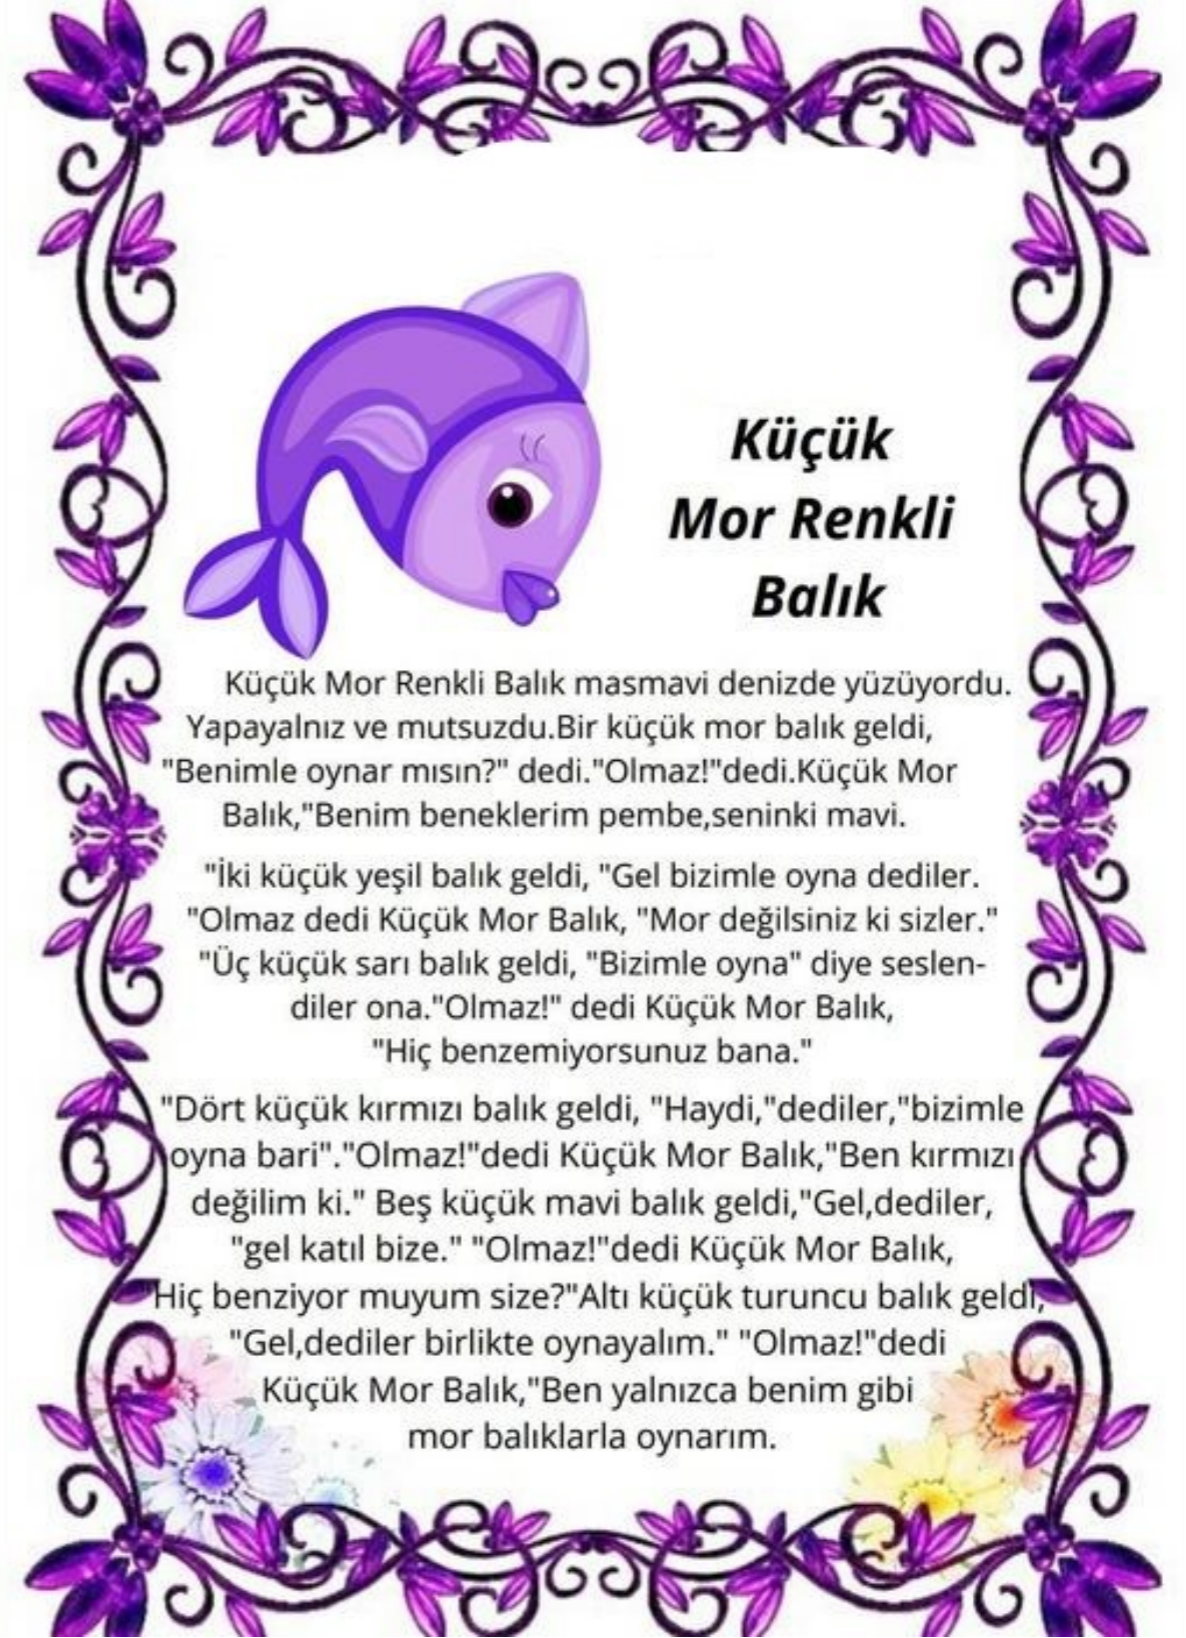 Küçük
Mor Renkli
Balık
Küçük Mor Renkli Balık masmavi denizde yüzüyordu.
Yapayalnız ve mutsuzdu.Bir küçük mor balık geldi,
"Benimle oynar mısın?" dedi."Olmaz!"dedi.Küçük Mor
Balık,"Benim beneklerim pembe,seninki mavi.
"İki küçük yeşil balık geldi, "Gel bizimle oyna dediler.
"Olmaz dedi Küçük Mor Balık, "Mor değilsiniz ki sizler."
"Üç küçük sarı balık geldi, "Bizimle oyna" diye seslen-
diler ona."Olmaz!" dedi Küçük Mor Balık,
"Hiç benzemiyorsunuz bana."
"Dört küçük kırmızı balık geldi, "Haydi,"dediler,"bizimle
oyna bari"."Olmaz!"dedi Küçük Mor Balık,"Ben kırmızı
değilim ki." Beş küçük mavi balık geldi,"Gel,dediler,
"gel katıl bize." "Olmaz!"dedi Küçük Mor Balık,
"Hiç benziyor muyum size?"Altı küçük turuncu balık geldi,
"Gel,dediler birlikte oynayalım." "Olmaz!"dedi
Küçük Mor Balık,"Ben yalnızca benim gibi
mor balıklarla oynarım.